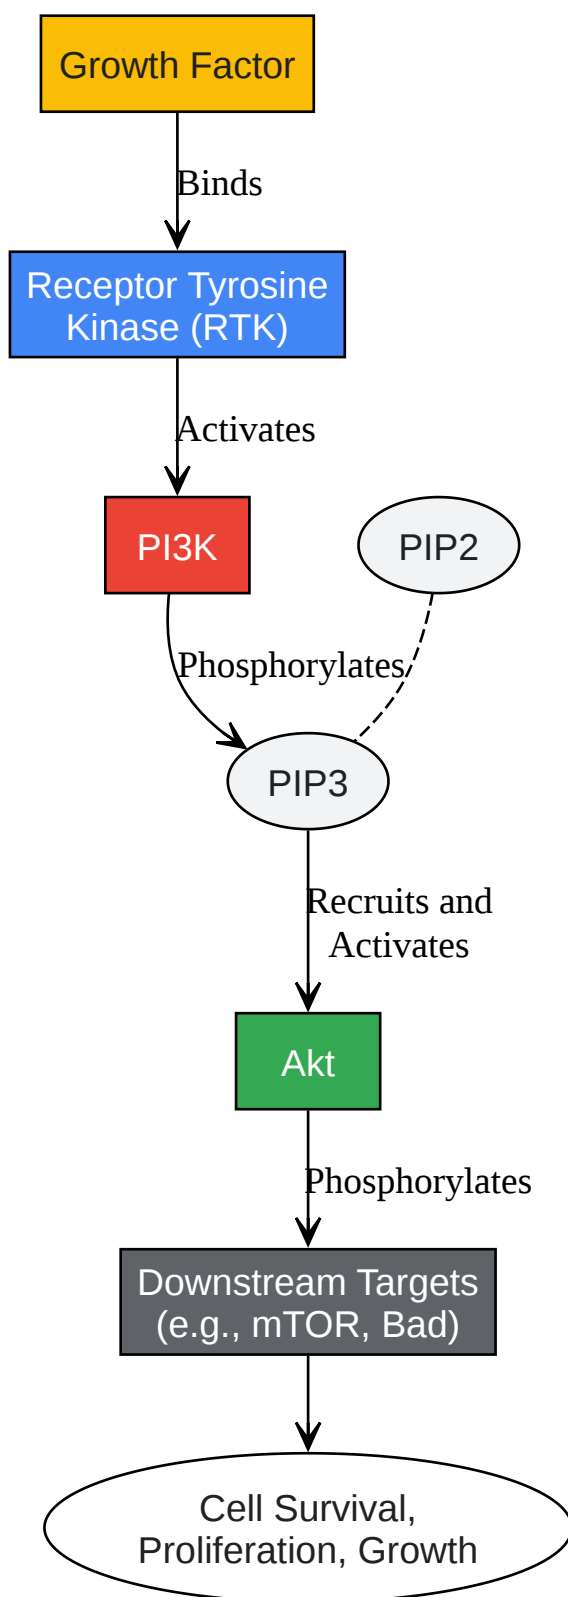 Growth Factor
Binds
Receptor Tyrosine
Kinase (RTK)
Activates
PI3K
PIP2
Phosphorylates
PIP3
Recruits and
Activates
Akt
Phosphorylates
Downstream Targets
(e.g., mTOR, Bad)
Cell Survival,
Proliferation, Growth